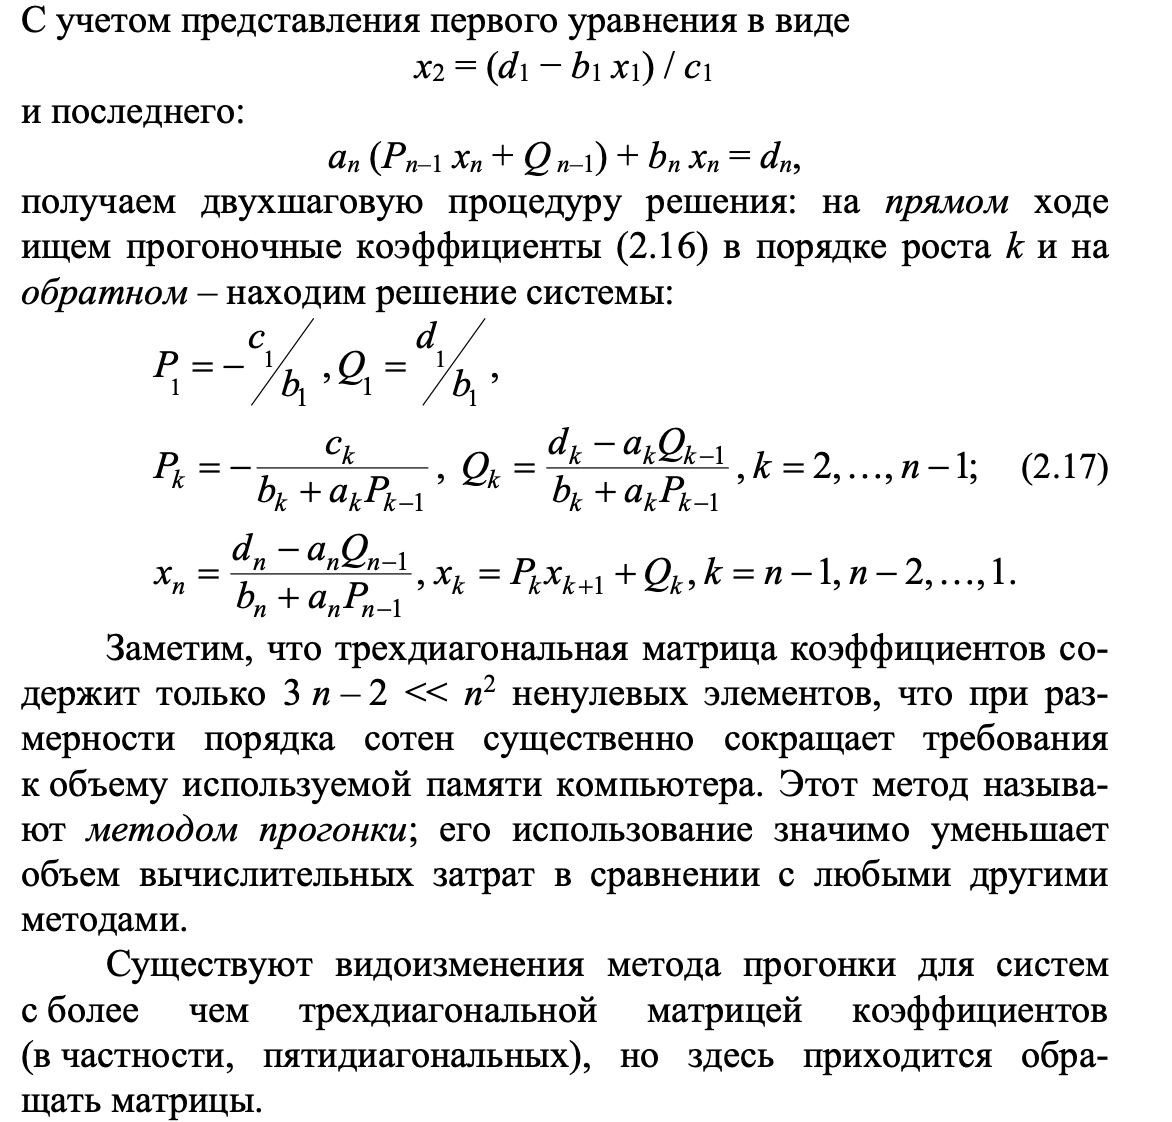 С учетом представления первого уравнения в виде
x₂ = (d₁ − b₁ x₁) / c₁
и последнего:
aₙ (Pₙ₋₁ xₙ + Q ₙ₋₁) + bₙ xₙ = dₙ,
получаем двухшаговую процедуру решения: на прямом ходе
ищем прогоночные коэффициенты (2.16) в порядке роста k и на
обратном – находим решение системы:
P₁ = − c₁/b₁ , Q₁ = d₁/b₁ ,
Pₖ = − cₖ/(bₖ + aₖPₖ₋₁) , Qₖ = (dₖ − aₖQₖ₋₁)/(bₖ + aₖPₖ₋₁) , k = 2,…, n − 1; (2.17)
xₙ = (dₙ − aₙQₙ₋₁)/(bₙ + aₙPₙ₋₁) , xₖ = Pₖxₖ₊₁ + Qₖ, k = n − 1, n − 2,…,1.
Заметим, что трехдиагональная матрица коэффициентов со-
держит только 3 n – 2 << n² ненулевых элементов, что при раз-
мерности порядка сотен существенно сокращает требования
к объему используемой памяти компьютера. Этот метод называ-
ют методом прогонки; его использование значимо уменьшает
объем вычислительных затрат в сравнении с любыми другими
методами.
Существуют видоизменения метода прогонки для систем
с более чем трехдиагональной матрицей коэффициентов
(в частности, пятидиагональных), но здесь приходится обра-
щать матрицы.